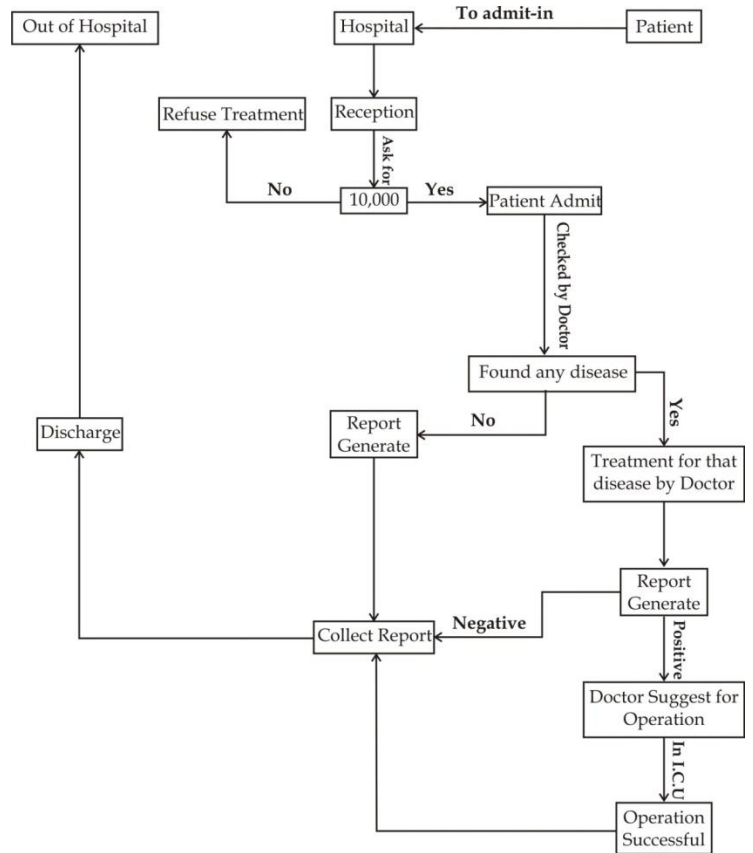 Out of Hospital
Hospital
To admit-in
Patient
Refuse Treatment
Reception
Ask for
No
10,000
Yes
Patient Admit
Checked by Doctor
Found any disease
Yes
No
Report
Generate
Discharge
Treatment for that
disease by Doctor
Report
Generate
Negative
Collect Report
Positive
Doctor Suggest for
Operation
In I.C.U
Operation
Successful